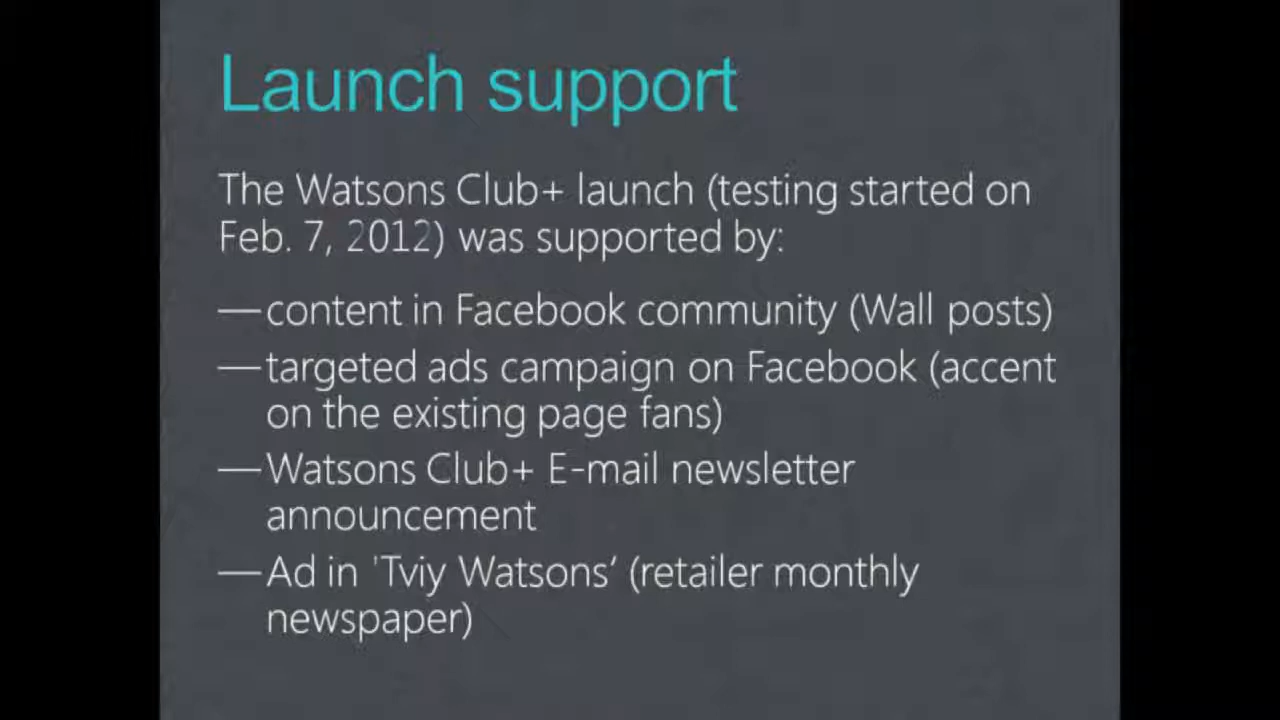 Launch support
The Watsons Club+ launch (testing started on
Feb. 7, 2012) was supported by:
—content in Facebook community (Wall posts)
—targeted ads campaign on Facebook (accent
on the existing page fans)
—Watsons Club+ E-mail newsletter
announcement
—Ad in 'Tviy Watsons’ (retailer monthly
newspaper)